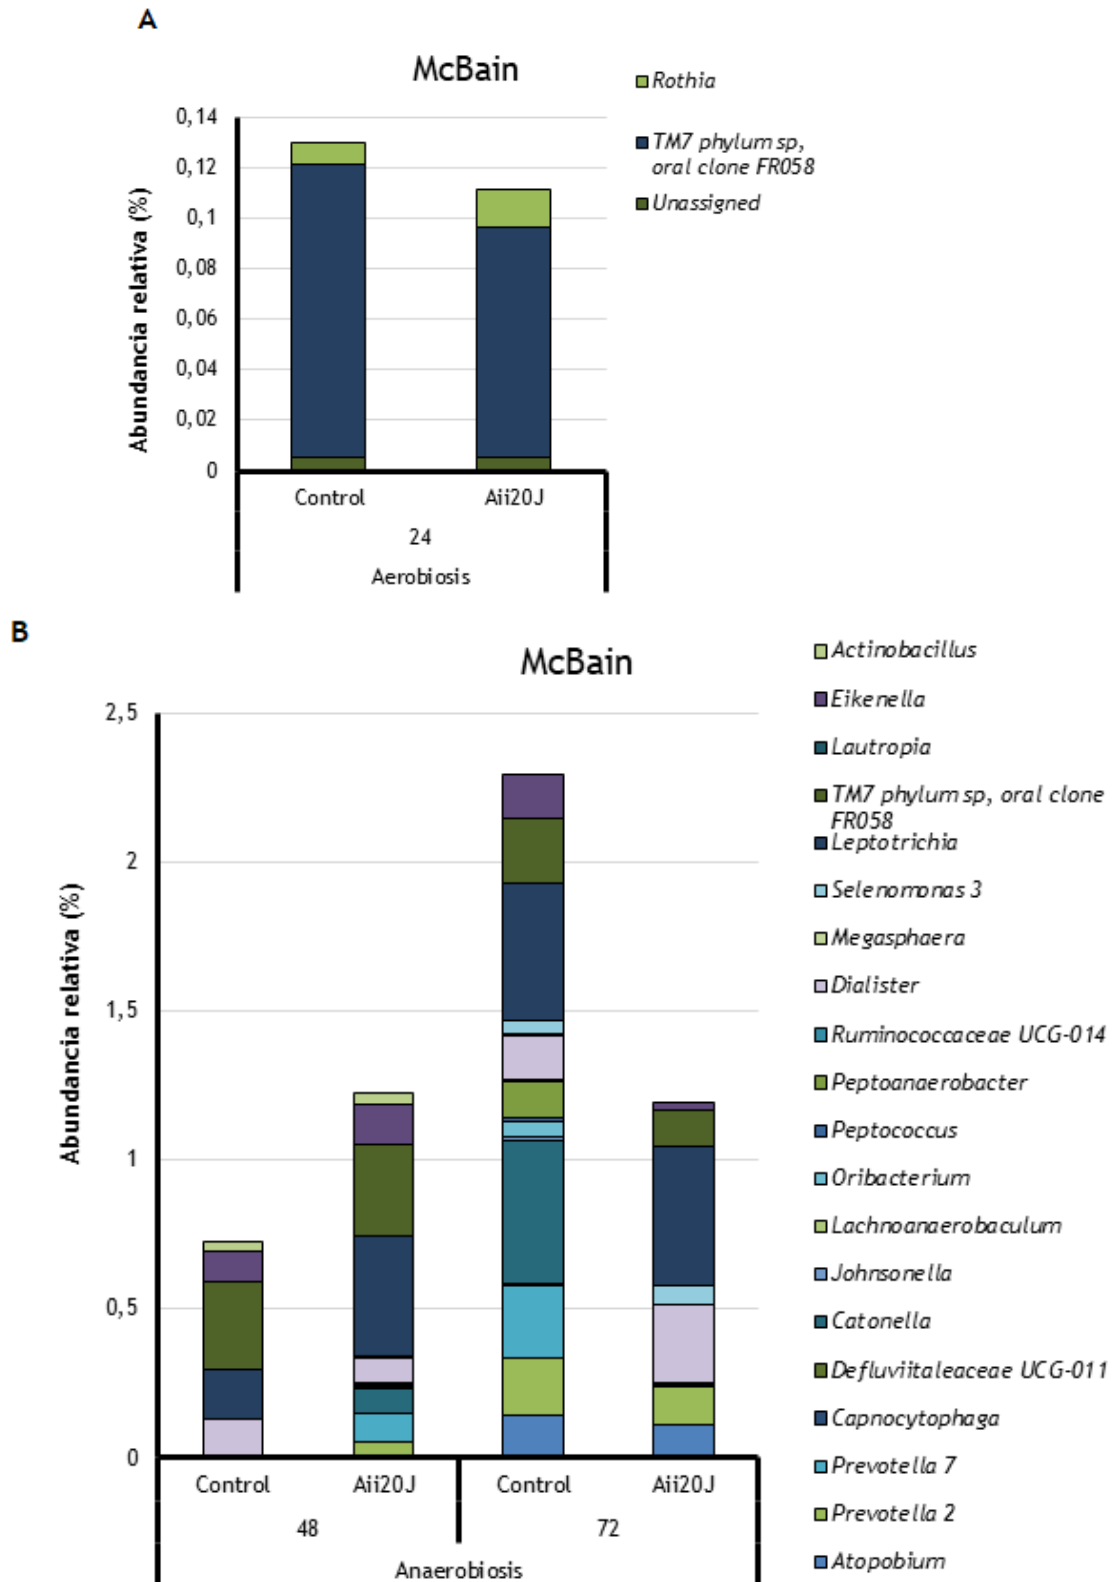 A
McBain
Rothia
TM7 phylum sp,
oral clone FR058
Unassigned
Abundancia relativa (%)
0,14
0,12
0,1
0,08
0,06
0,04
0,02
0
Control
Aii20J
24
Aerobiosis
B
McBain
Abundancia relativa (%)
2,5
2
1,5
1
0,5
0
Control
Aii20J
Control
Aii20J
48
72
Anaerobiosis
Actinobacillus
Eikenella
Lautropia
TM7 phylum sp, oral clone
FR058
Leptotrichia
Selenomonas 3
Megasphaera
Dialister
Ruminococcaceae UCG-014
Peptoanaerobacter
Peptococcus
Oribacterium
Lachnoanaerobaculum
Johnsonella
Catonella
Defluviitaleaceae UCG-011
Capnocytophaga
Prevotella 7
Prevotella 2
Atopobium